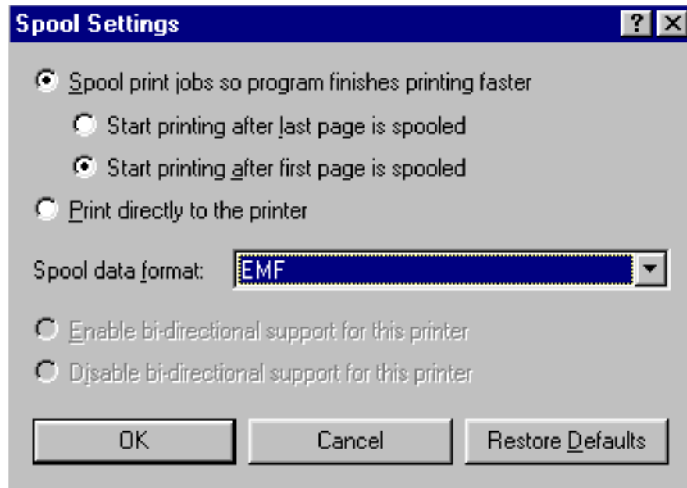 Spool Settings
Spool print jobs so program finishes printing faster
Start printing after last page is spooled
Start printing after first page is spooled
Print directly to the printer
Spool data format: EMF
Enable bi-directional support for this printer
Disable bi-directional support for this printer
OK Cancel Restore Defaults